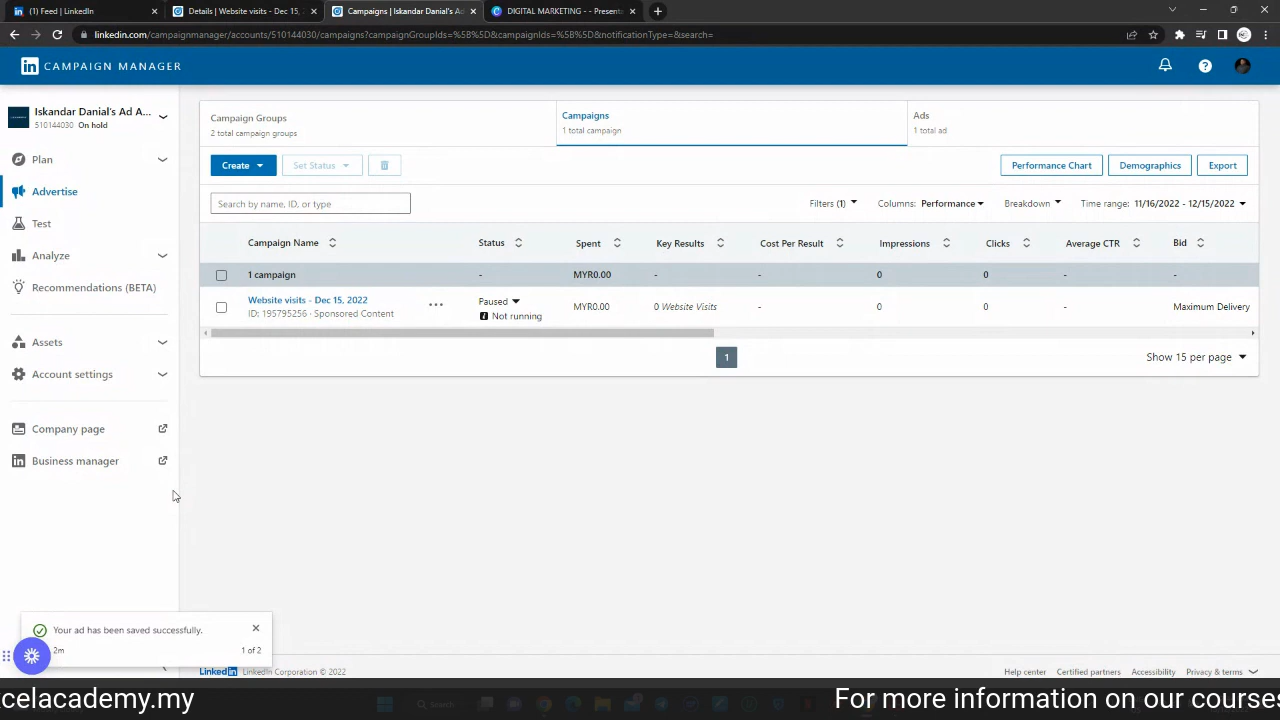 (1) Feed | LinkedIn
Details | Website visits - Dec 15,
Campaigns | Iskandar Danial's Ad
DIGITAL MARKETING - - Present
linkedin.com/campaignmanager/accounts/510144030/campaigns?campaignGroupIds=%5B%5D&campaignIds=%5B%5D&notificationType=&search=
in CAMPAIGN MANAGER
Iskandar Danial's Ad A...
510144030 On hold
Plan
Advertise
Test
Analyze
Recommendations (BETA)
Assets
Account settings
Company page
Business manager
Campaign Groups
2 total campaign groups
Campaigns
1 total campaign
Ads
1 total ad
Create
Set Status
Performance Chart
Demographics
Export
Search by name, ID, or type
Filters (1)
Columns: Performance
Breakdown
Time range: 11/16/2022 - 12/15/2022
Campaign Name Status Spent Key Results Cost Per Result Impressions Clicks Average CTR Bid
1 campaign - MYR0.00 - - 0 0 - -
Website visits - Dec 15, 2022 Paused MYR0.00 0 Website Visits - 0 0 - Maximum Delivery
ID: 195795256 · Sponsored Content Not running
1
Show 15 per page
Your ad has been saved successfully.
2m 1 of 2
LinkedIn LinkedIn Corporation © 2022
Help center Certified partners Accessibility Privacy & terms
Search
celacademy.my
For more information on our course